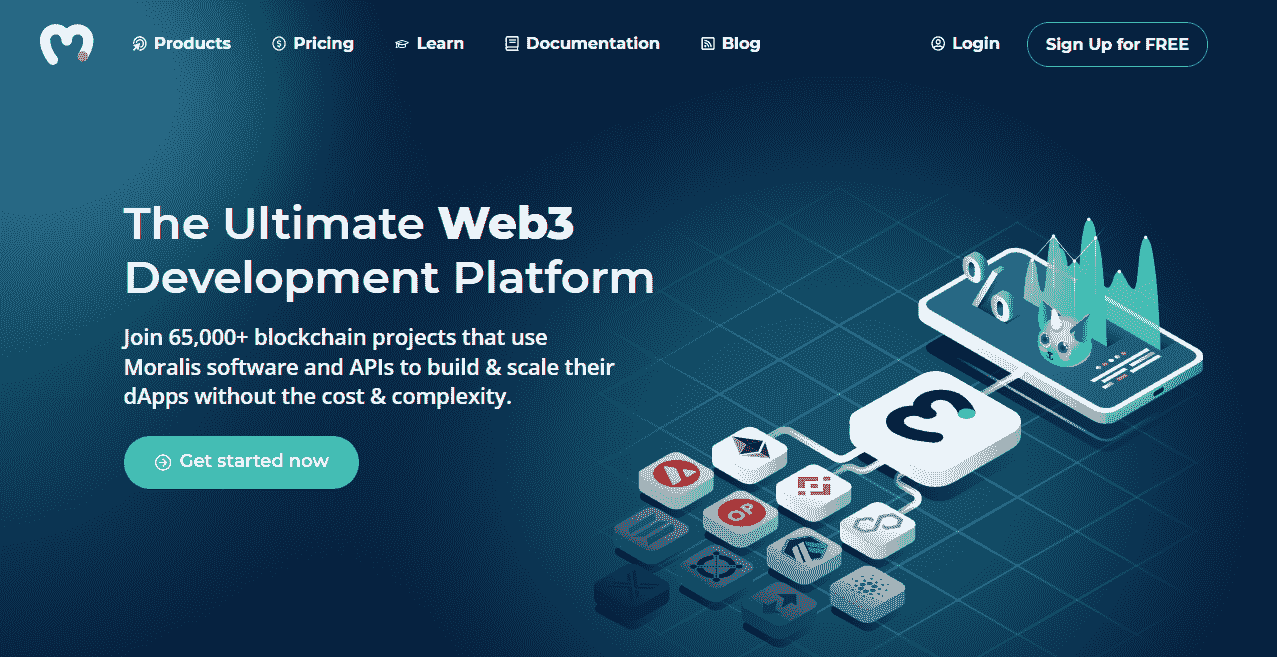 Products
Pricing
Learn
Documentation
Blog
Login
Sign Up for FREE
The Ultimate Web3
Development Platform
Join 65,000+ blockchain projects that use
Moralis software and APIs to build & scale their
dApps without the cost & complexity.
Get started now
%
OP